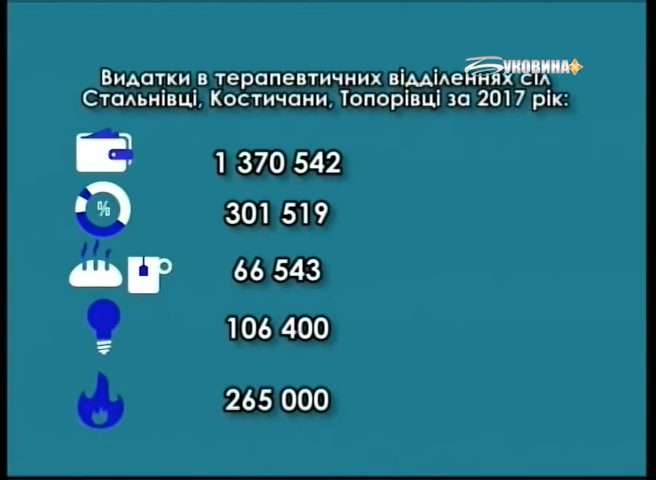 БУКОВИНА+
Видатки в терапевтичних відділеннях сіл
Стальнівці, Костичани, Топорівці за 2017 рік:
1 370 542
%
301 519
66 543
106 400
265 000